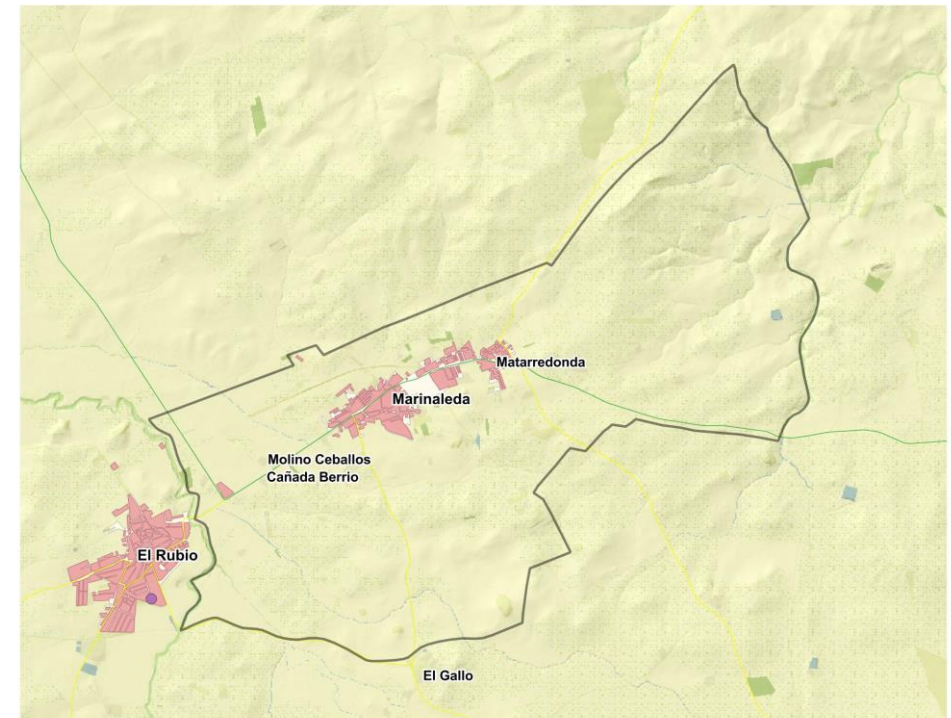 Matarredonda
Marinaleda
Molino Ceballos
Cañada Berrio
El Rubio
El Gallo